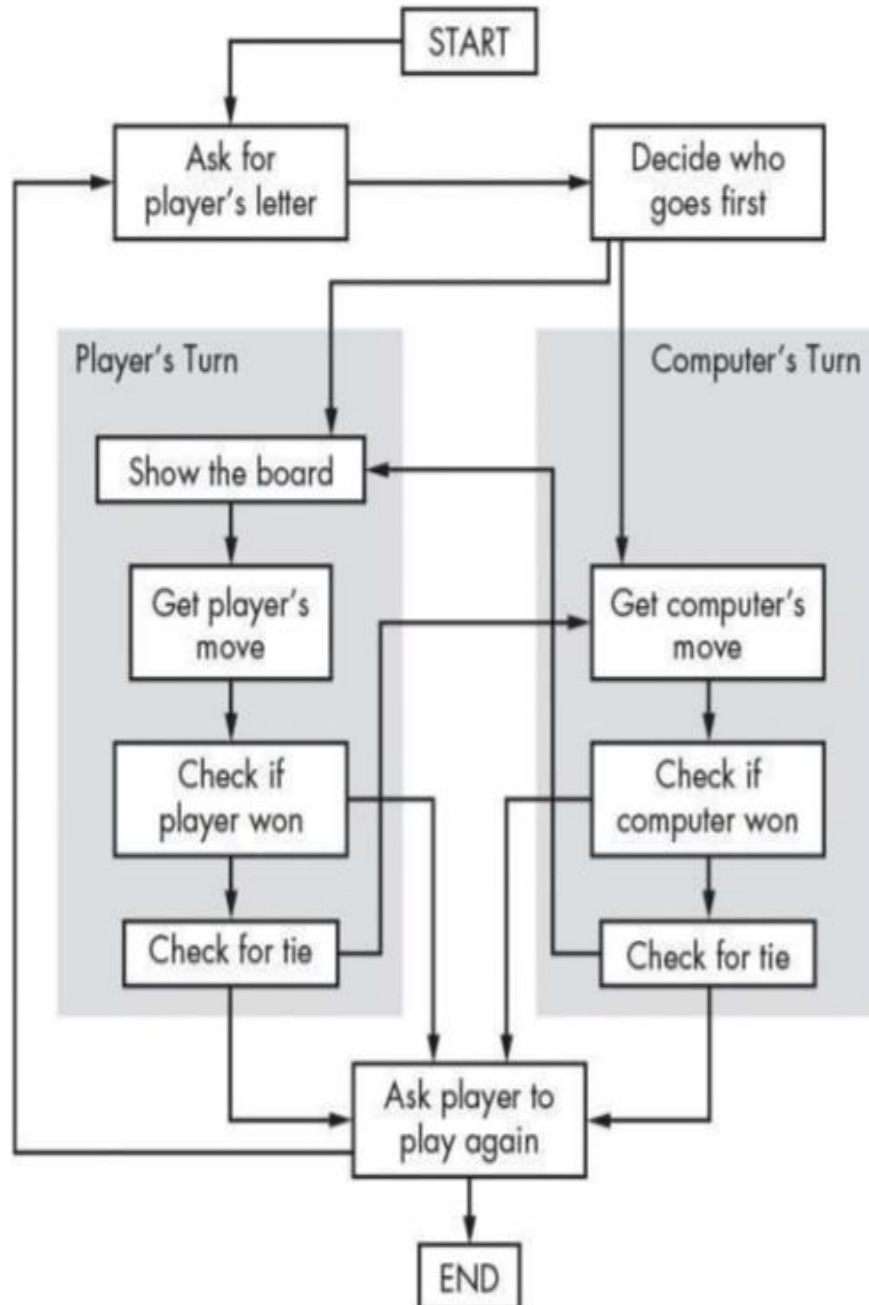 START
Ask for
player's letter
Decide who
goes first
Player's Turn
Computer's Turn
Show the board
Get player's
move
Get computer's
move
Check if
player won
Check if
computer won
Check for tie
Check for tie
Ask player to
play again
END